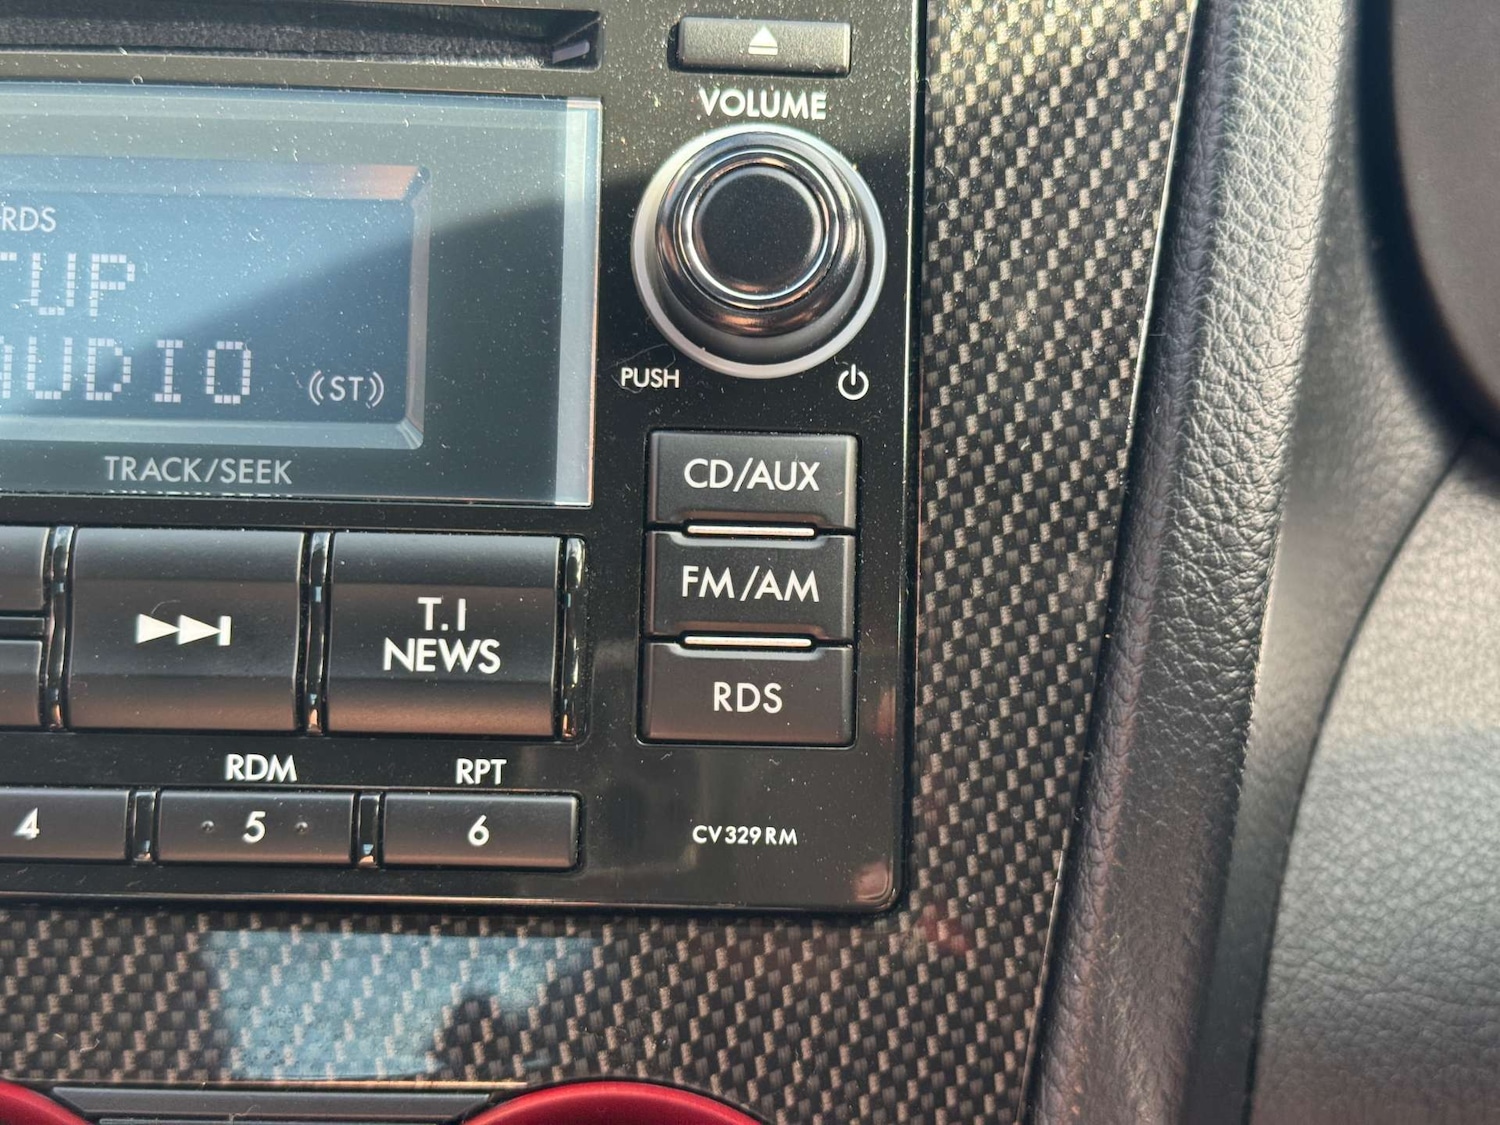 VOLUME
RDS
TUP
AUDIO
(ST)
PUSH
TRACK/SEEK
CD/AUX
FM/AM
T.I
NEWS
RDS
RDM
RPT
4
5
6
CV329RM